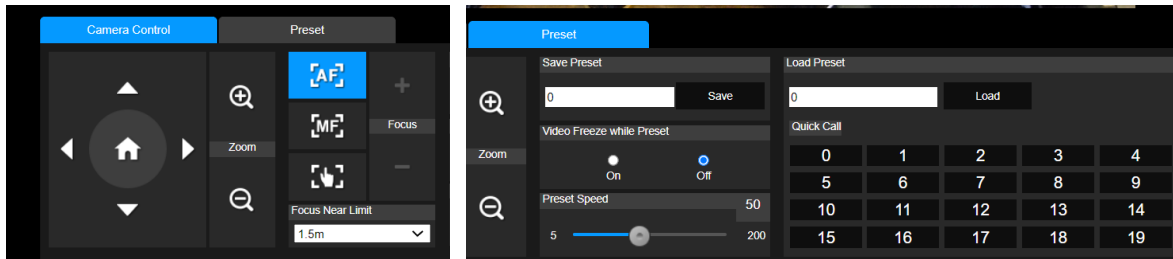 Camera Control
Preset
AF
MF
Zoom
+
Focus
−
Focus Near Limit
1.5m
Preset
Save Preset
0
Save
Video Freeze while Preset
On
Off
Preset Speed
50
5
200
Zoom
Load Preset
0
Load
Quick Call
0 1 2 3 4
5 6 7 8 9
10 11 12 13 14
15 16 17 18 19